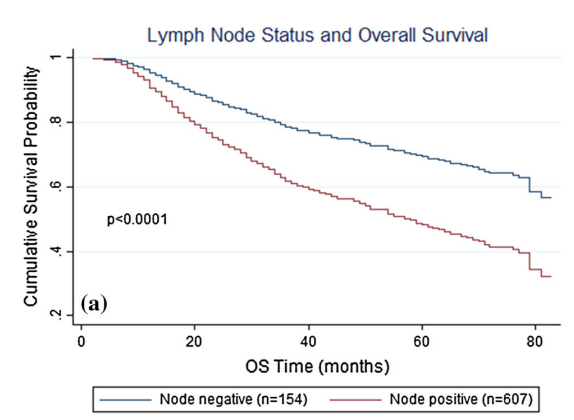 Lymph Node Status and Overall Survival
Cumulative Survival Probability
1
.8
.6
.4
.2
p<0.0001
(a)
0 20 40 60 80
OS Time (months)
Node negative (n=154) Node positive (n=607)